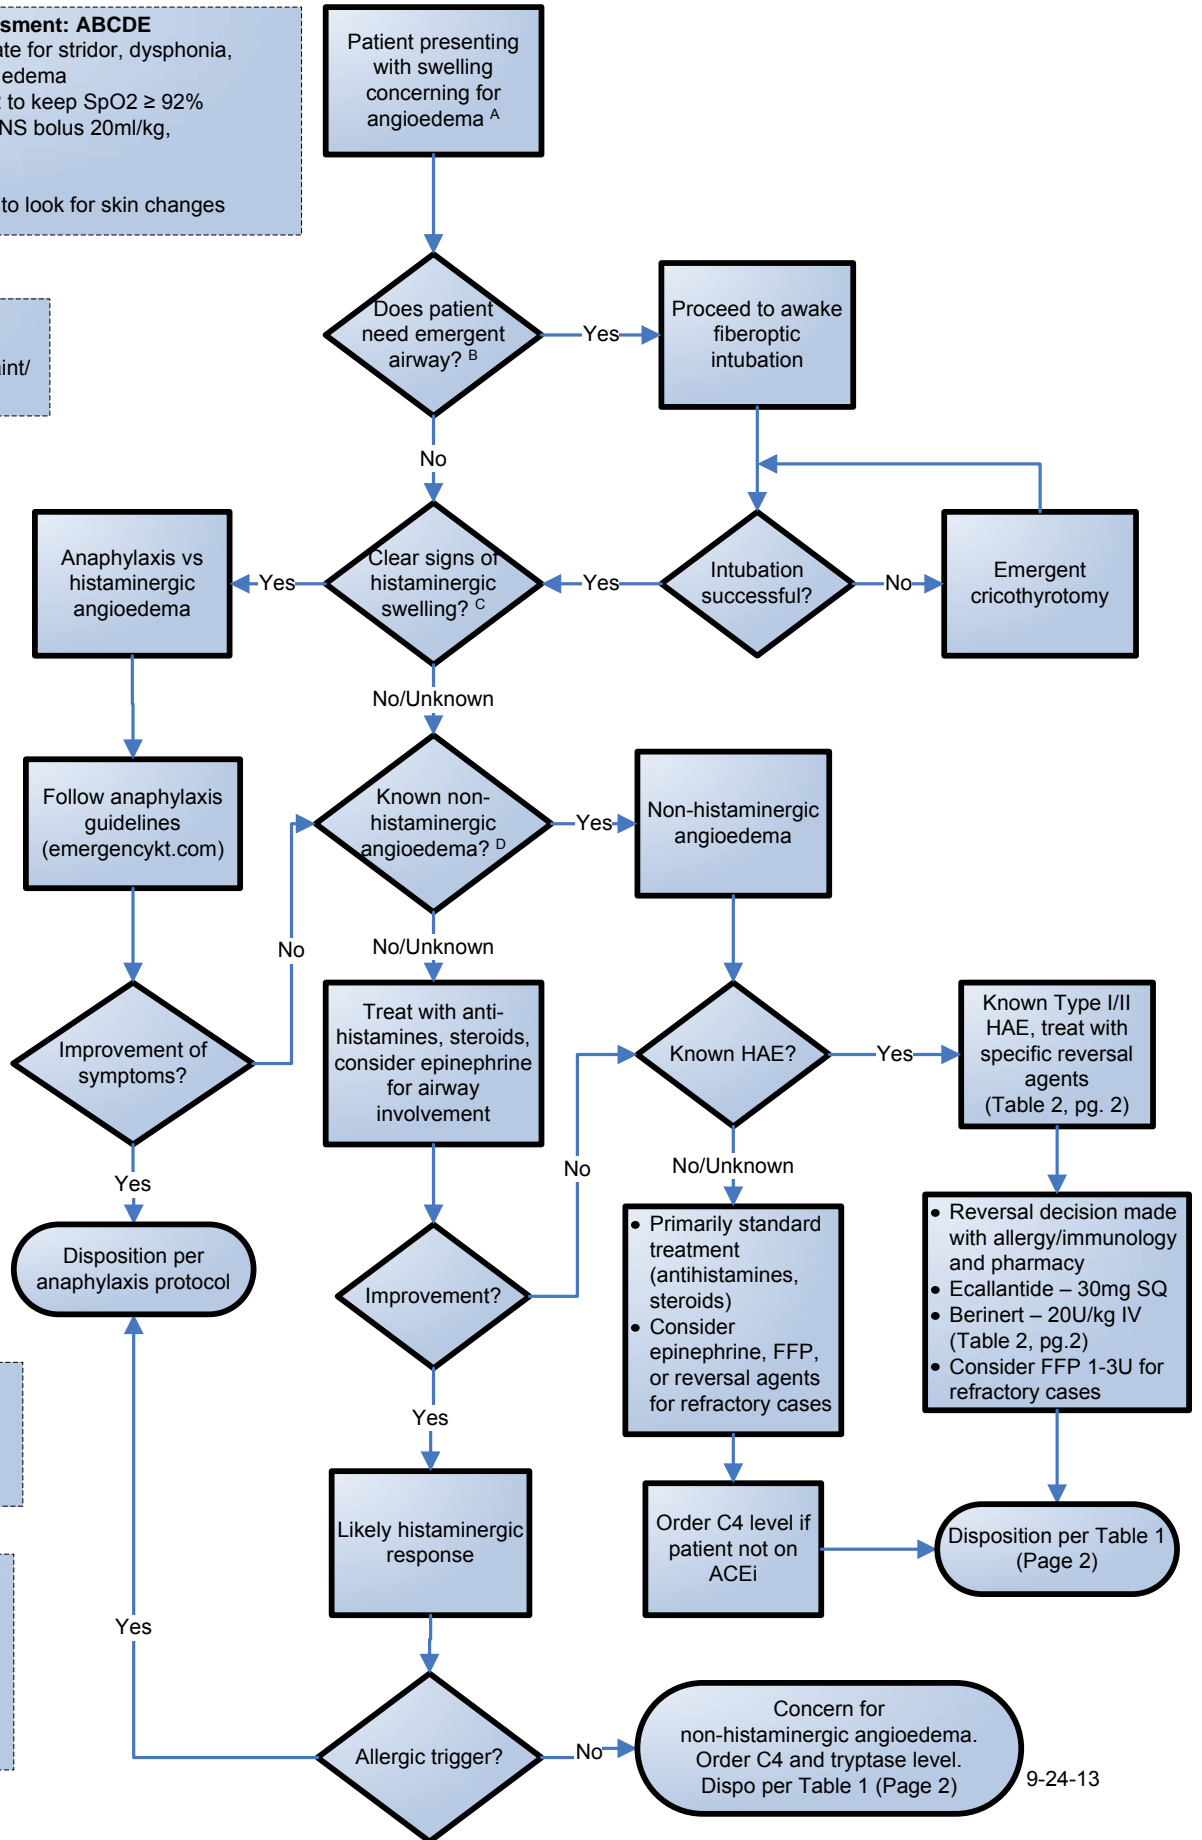 sment: ABCDE
ate for stridor, dysphonia,
edema
to keep SpO2 ≥ 92%
NS bolus 20ml/kg,
to look for skin changes
Patient presenting
with swelling
concerning for
angioedema A
Does patient
need emergent
airway? B
Yes
Proceed to awake
fiberoptic
intubation
int/
No
Anaphylaxis vs
histaminergic
angioedema
Yes
Clear signs of
histaminergic
swelling? C
Yes
Intubation
successful?
No
Emergent
cricothyrotomy
No/Unknown
Follow anaphylaxis
guidelines
(emergencykt.com)
Known non-
histaminergic
angioedema? D
Yes
Non-histaminergic
angioedema
No
No/Unknown
Improvement of
symptoms?
Treat with anti-
histamines, steroids,
consider epinephrine
for airway
involvement
Known HAE?
Yes
Known Type I/II
HAE, treat with
specific reversal
agents
(Table 2, pg. 2)
Yes
No
No/Unknown
Disposition per
anaphylaxis protocol
Improvement?
• Primarily standard
treatment
(antihistamines,
steroids)
• Consider
epinephrine, FFP,
or reversal agents
for refractory cases
• Reversal decision made
with allergy/immunology
and pharmacy
• Ecallantide – 30mg SQ
• Berinert – 20U/kg IV
(Table 2, pg.2)
• Consider FFP 1-3U for
refractory cases
Yes
Likely histaminergic
response
Order C4 level if
patient not on
ACEi
Disposition per Table 1
(Page 2)
Yes
Allergic trigger?
No
Concern for
non-histaminergic angioedema.
Order C4 and tryptase level.
Dispo per Table 1 (Page 2)
9-24-13